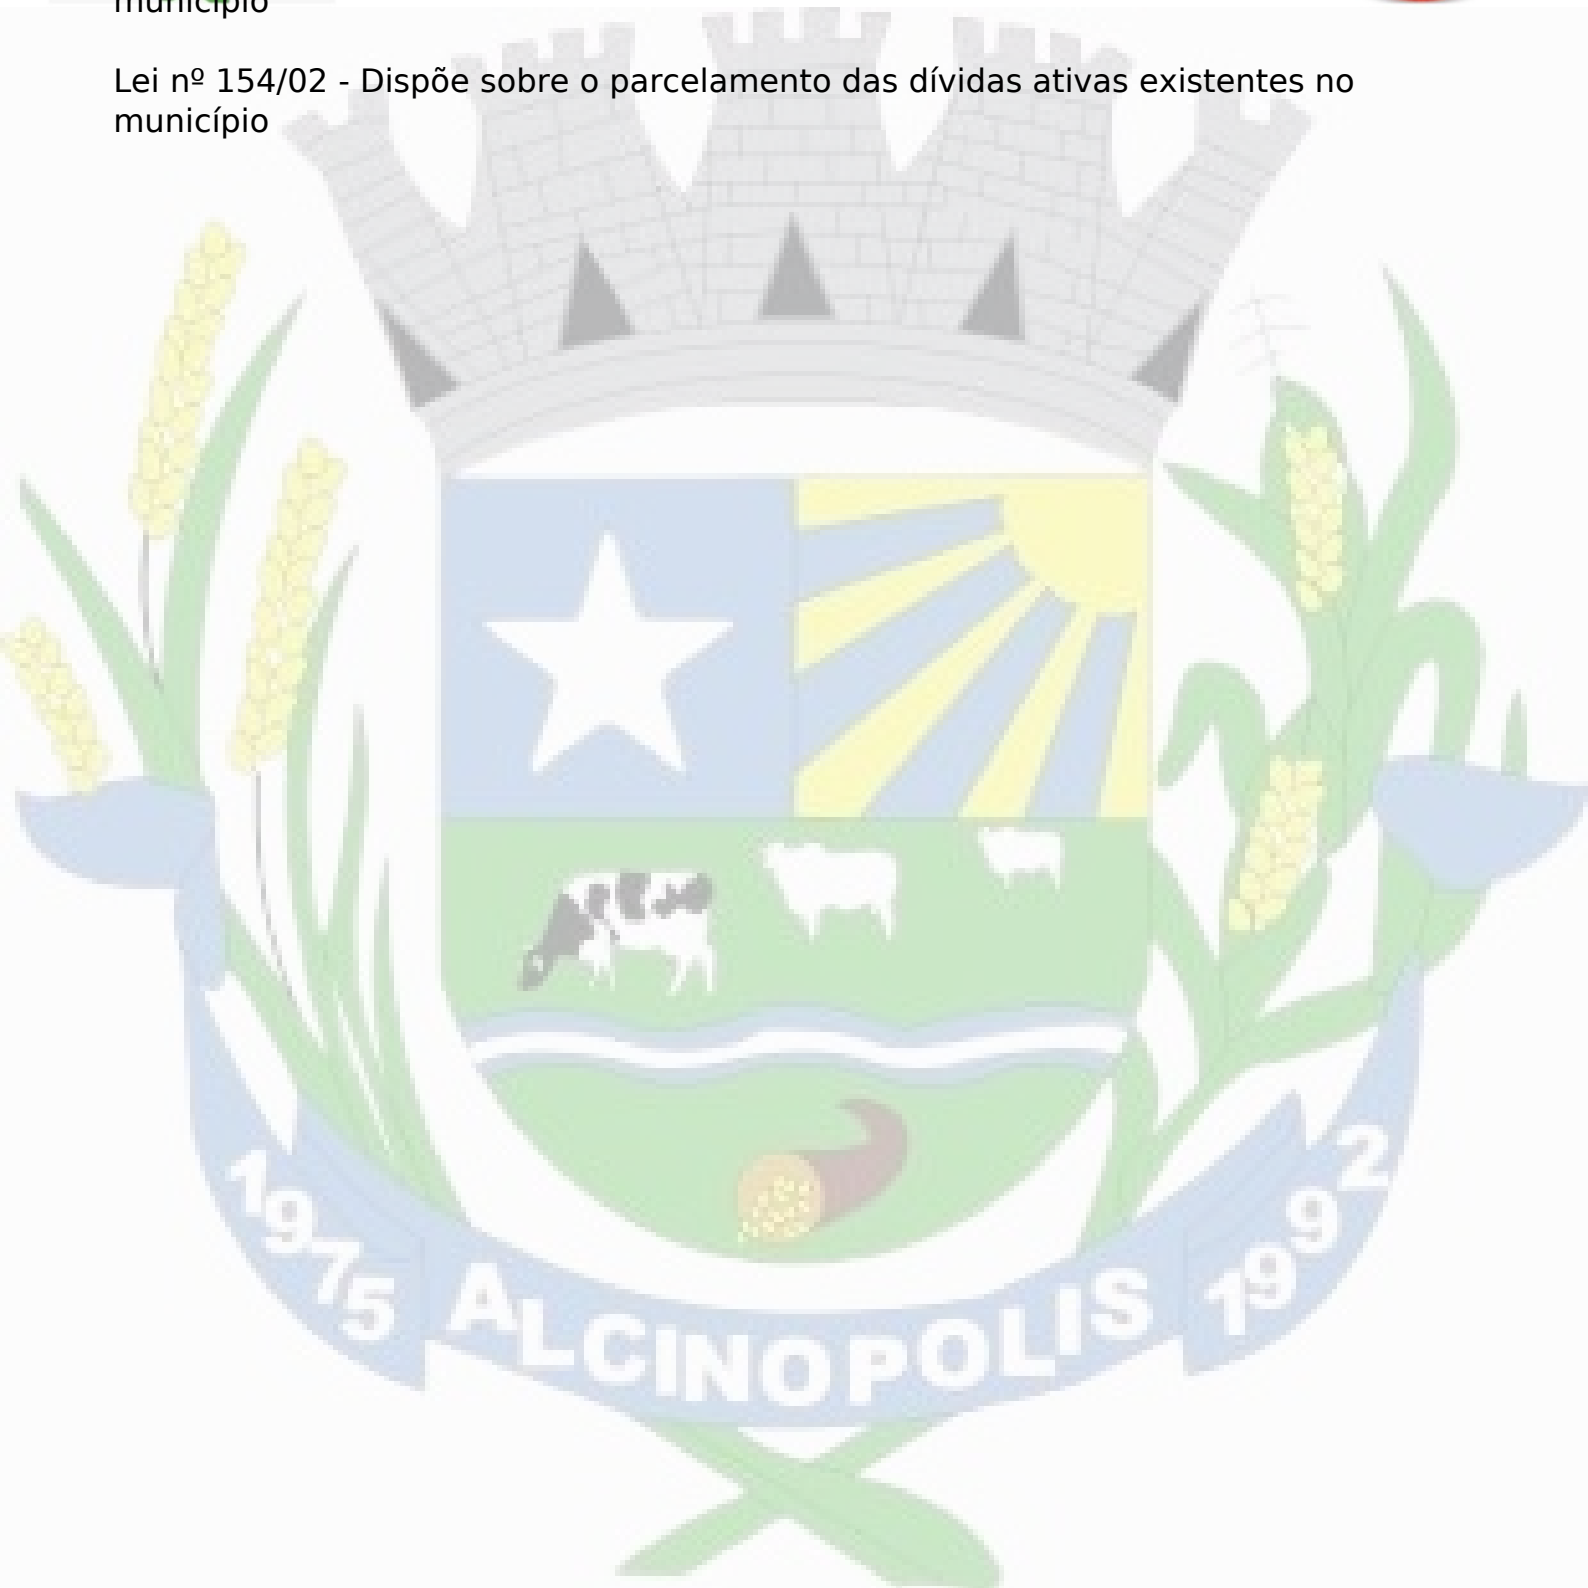 município
Lei nº 154/02 - Dispõe sobre o parcelamento das dívidas ativas existentes no
município
1975 ALCINOPOLIS 1992